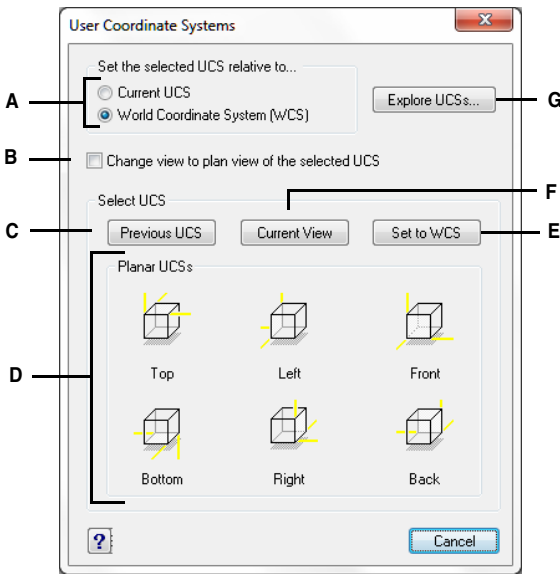 User Coordinate Systems
Set the selected UCS relative to...
A
Current UCS
World Coordinate System (WCS)
Explore UCSs...
G
B
Change view to plan view of the selected UCS
Select UCS
F
C
Previous UCS
Current View
Set to WCS
E
Planar UCSs
D
Top
Left
Front
Bottom
Right
Back
?
Cancel